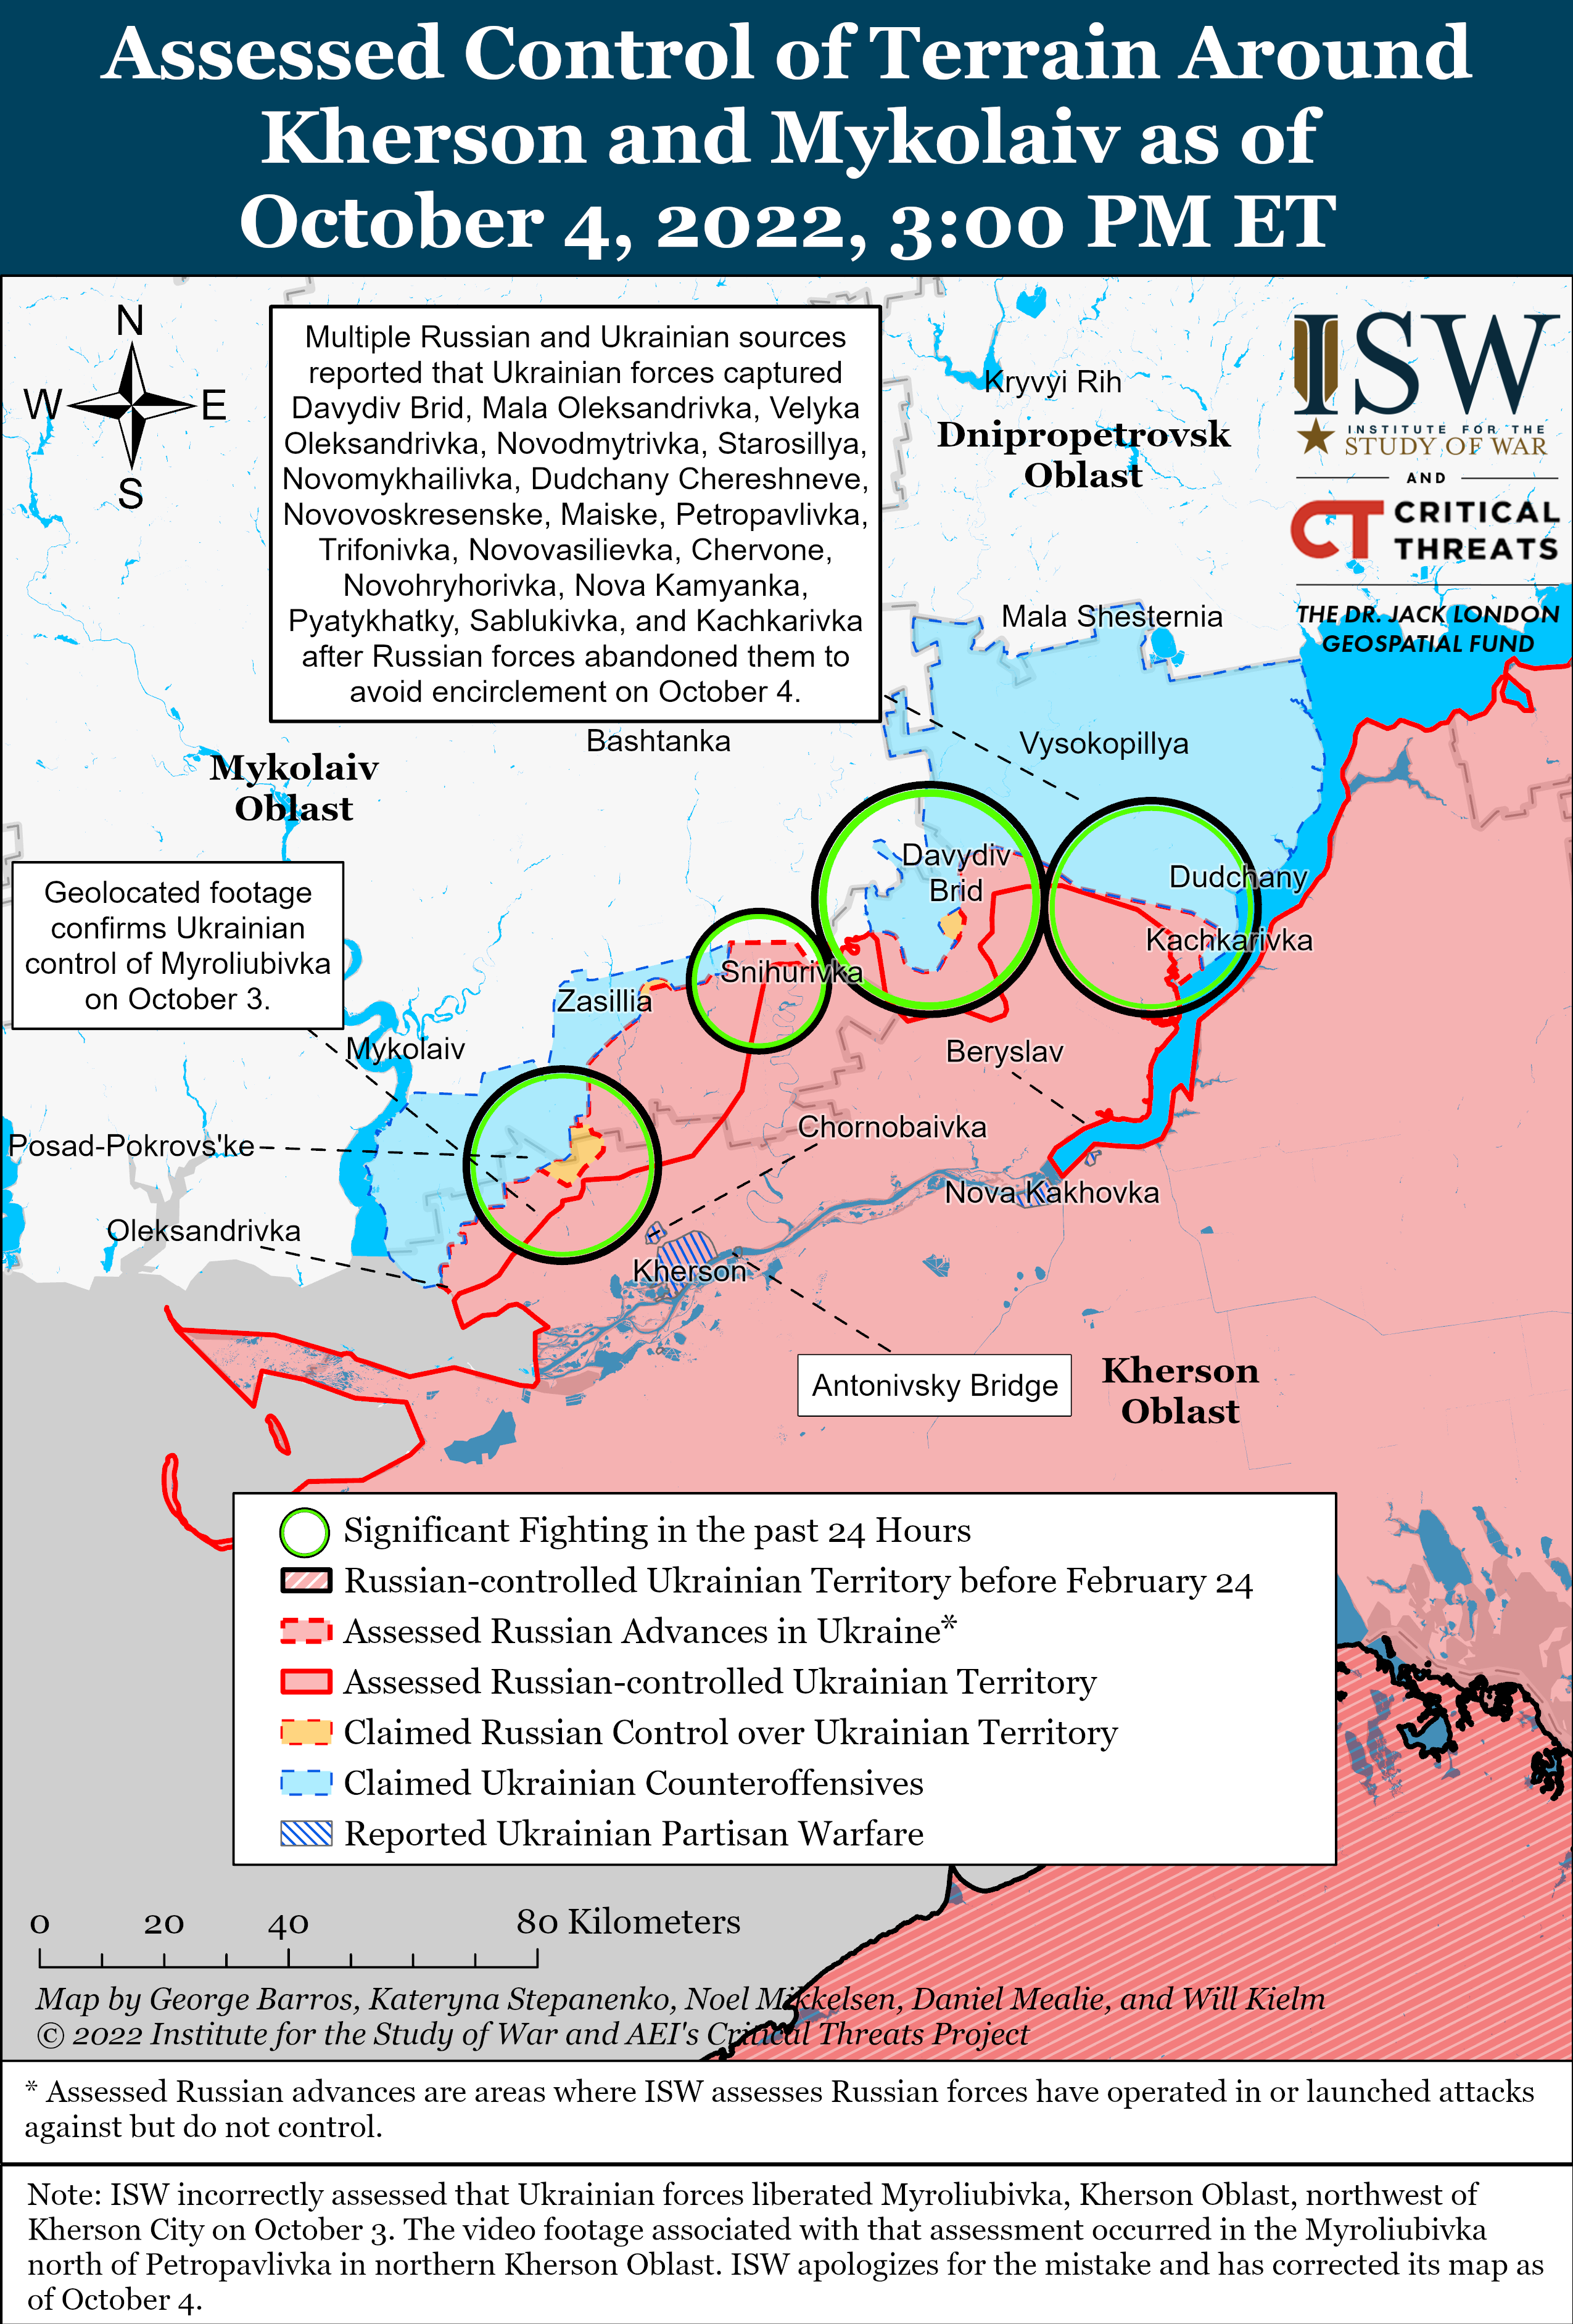 Assessed Control of Terrain Around
Kherson and Mykolaiv as of
October 4, 2022, 3:00 PM ET
N
W
E
S
Multiple Russian and Ukrainian sources
reported that Ukrainian forces captured
Davydiv Brid, Mala Oleksandrivka, Velyka
Oleksandrivka, Novodmytrivka, Starosillya,
Novomykhailivka, Dudchany Chereshneve,
Novovoskresenske, Maiske, Petropavlivka,
Trifonivka, Novovasilievka, Chervone,
Novohryhorivka, Nova Kamyanka,
Pyatykhatky, Sablukivka, and Kachkarivka
after Russian forces abandoned them to
avoid encirclement on October 4.
Kryvyi Rih
Dnipropetrovsk
Oblast
ISW
INSTITUTE FOR THE
STUDY OF WAR
AND
CT CRITICAL
THREATS
THE DR. JACK LONDON
GEOSPATIAL FUND
Mala Shesternia
Bashtanka
Vysokopillya
Mykolaiv
Oblast
Geolocated footage
confirms Ukrainian
control of Myroliubivka
on October 3.
Davydiv
Brid
Dudchany
Kachkarivka
Snihurivka
Zasillia
Mykolaiv
Beryslav
Chornobaivka
Posad-Pokrovs'ke
Nova Kakhovka
Oleksandrivka
Kherson
Antonivsky Bridge
Kherson
Oblast
Significant Fighting in the past 24 Hours
Russian-controlled Ukrainian Territory before February 24
Assessed Russian Advances in Ukraine*
Assessed Russian-controlled Ukrainian Territory
Claimed Russian Control over Ukrainian Territory
Claimed Ukrainian Counteroffensives
Reported Ukrainian Partisan Warfare
0 20 40 80 Kilometers
Map by George Barros, Kateryna Stepanenko, Noel Mikkelsen, Daniel Mealie, and Will Kielm
© 2022 Institute for the Study of War and AEI's Critical Threats Project
* Assessed Russian advances are areas where ISW assesses Russian forces have operated in or launched attacks
against but do not control.
Note: ISW incorrectly assessed that Ukrainian forces liberated Myroliubivka, Kherson Oblast, northwest of
Kherson City on October 3. The video footage associated with that assessment occurred in the Myroliubivka
north of Petropavlivka in northern Kherson Oblast. ISW apologizes for the mistake and has corrected its map as
of October 4.